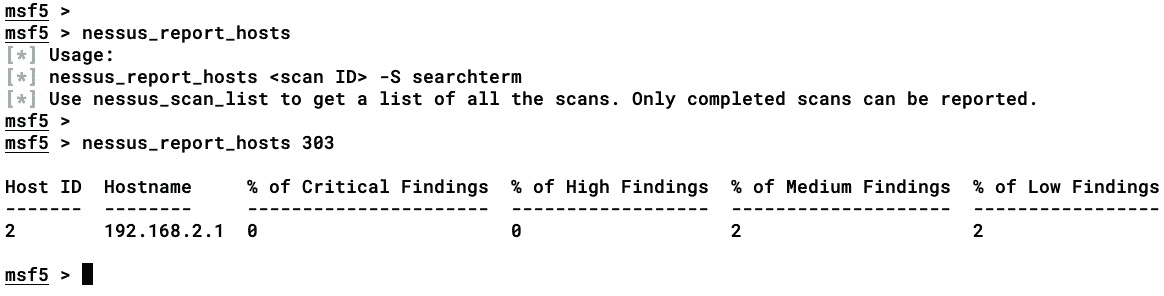 msf5 >
msf5 > nessus_report_hosts
[*] Usage:
[*] nessus_report_hosts <scan ID> -S searchterm
[*] Use nessus_scan_list to get a list of all the scans. Only completed scans can be reported.
msf5 >
msf5 > nessus_report_hosts 303
Host ID  Hostname     % of Critical Findings  % of High Findings  % of Medium Findings  % of Low Findings
-------  --------     ----------------------  ------------------  --------------------  -----------------
2        192.168.2.1  0                       0                   2                     2
msf5 >